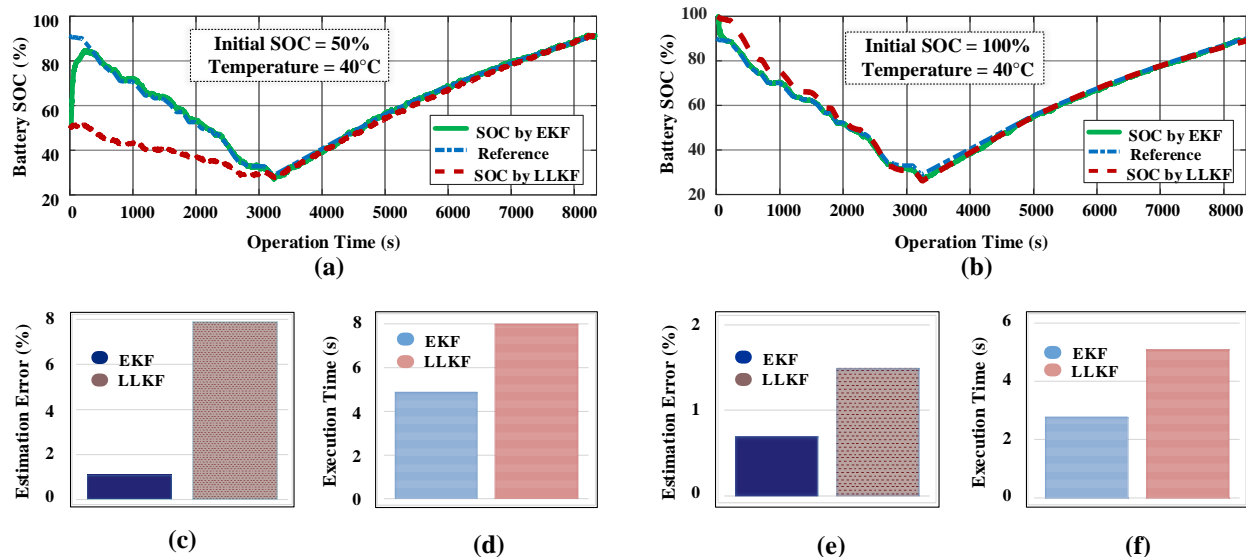 100
80
60
40
20
Battery SOC (%)
Initial SOC = 50%
Temperature = 40°C
SOC by EKF
Reference
SOC by LLKF
0
1000
2000
3000
4000
5000
6000
7000
8000
Operation Time (s)
(a)
100
80
60
40
20
Battery SOC (%)
Initial SOC = 100%
Temperature = 40°C
SOC by EKF
Reference
SOC by LLKF
0
1000
2000
3000
4000
5000
6000
7000
8000
Operation Time (s)
(b)
8
6
4
2
0
Estimation Error (%)
EKF
LLKF
(c)
8
6
4
2
0
Execution Time (s)
EKF
LLKF
(d)
2
1
0
Estimation Error (%)
EKF
LLKF
(e)
6
4
2
0
Execution Time (s)
EKF
LLKF
(f)